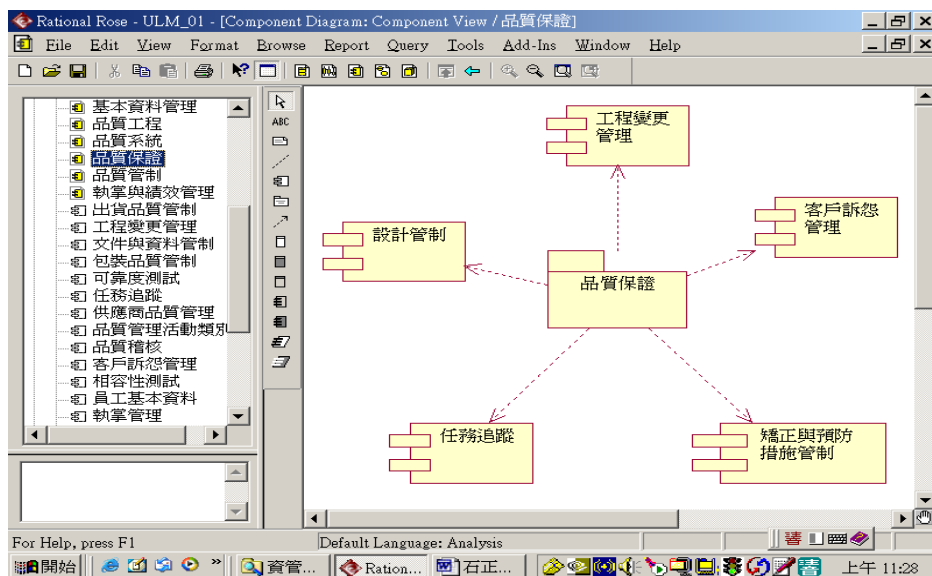 Rational Rose - ULM_01 - [Component Diagram: Component View / 品質保證]
File Edit View Format Browse Report Query Tools Add-Ins Window Help
基本資料管理
品質工程
品質系統
品質保證
品質管制
執掌與績效管理
出貨品質管制
工程變更管理
文件與資料管制
包裝品質管制
可靠度測試
任務追蹤
供應商品質管理
品質管理活動類別
品質稽核
客戶訴怨管理
相容性測試
員工基本資料
執掌管理
ABC
工程變更
管理
客戶訴怨
管理
設計管制
品質保證
任務追蹤
矯正與預防
措施管制
For Help, press F1
Default Language: Analysis
開始
資管...
Ration...
石正...
上午 11:28